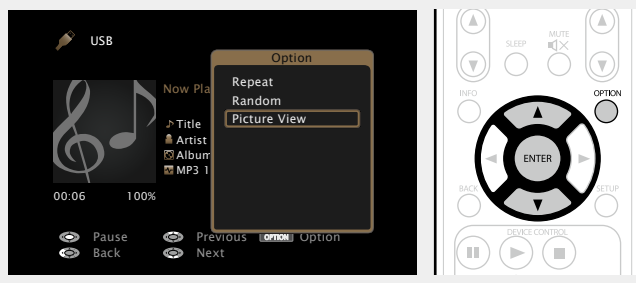 USB
Option
Now Pla
Repeat
Random
Picture View
Title
Artist
Album
MP3 1
00:06 100%
Pause Previous OPTION Option
Back Next
MUTE
SLEEP
INFO OPTION
ENTER
BACK SETUP
DEVICE CONTROL